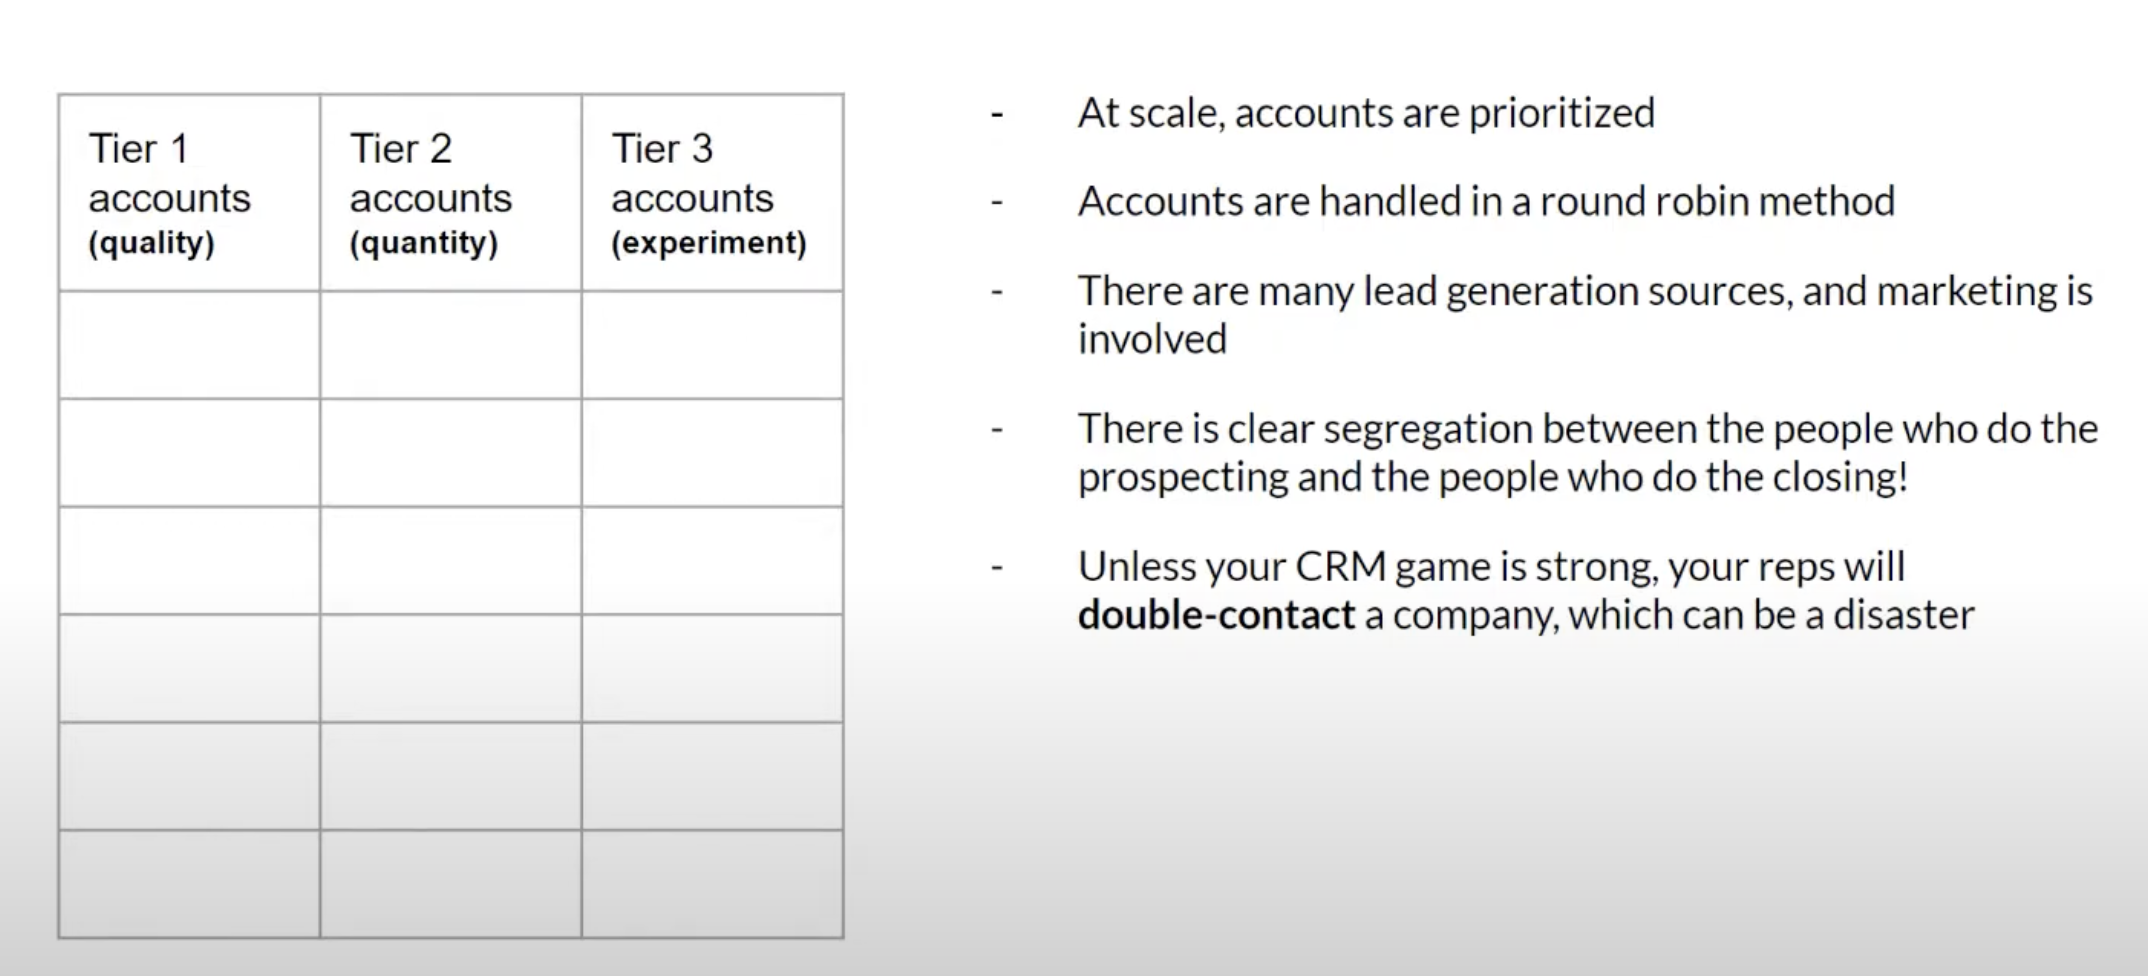 Tier 1
accounts
(quality)
Tier 2
accounts
(quantity)
Tier 3
accounts
(experiment)
- At scale, accounts are prioritized
- Accounts are handled in a round robin method
- There are many lead generation sources, and marketing is
involved
- There is clear segregation between the people who do the
prospecting and the people who do the closing!
- Unless your CRM game is strong, your reps will
double-contact a company, which can be a disaster